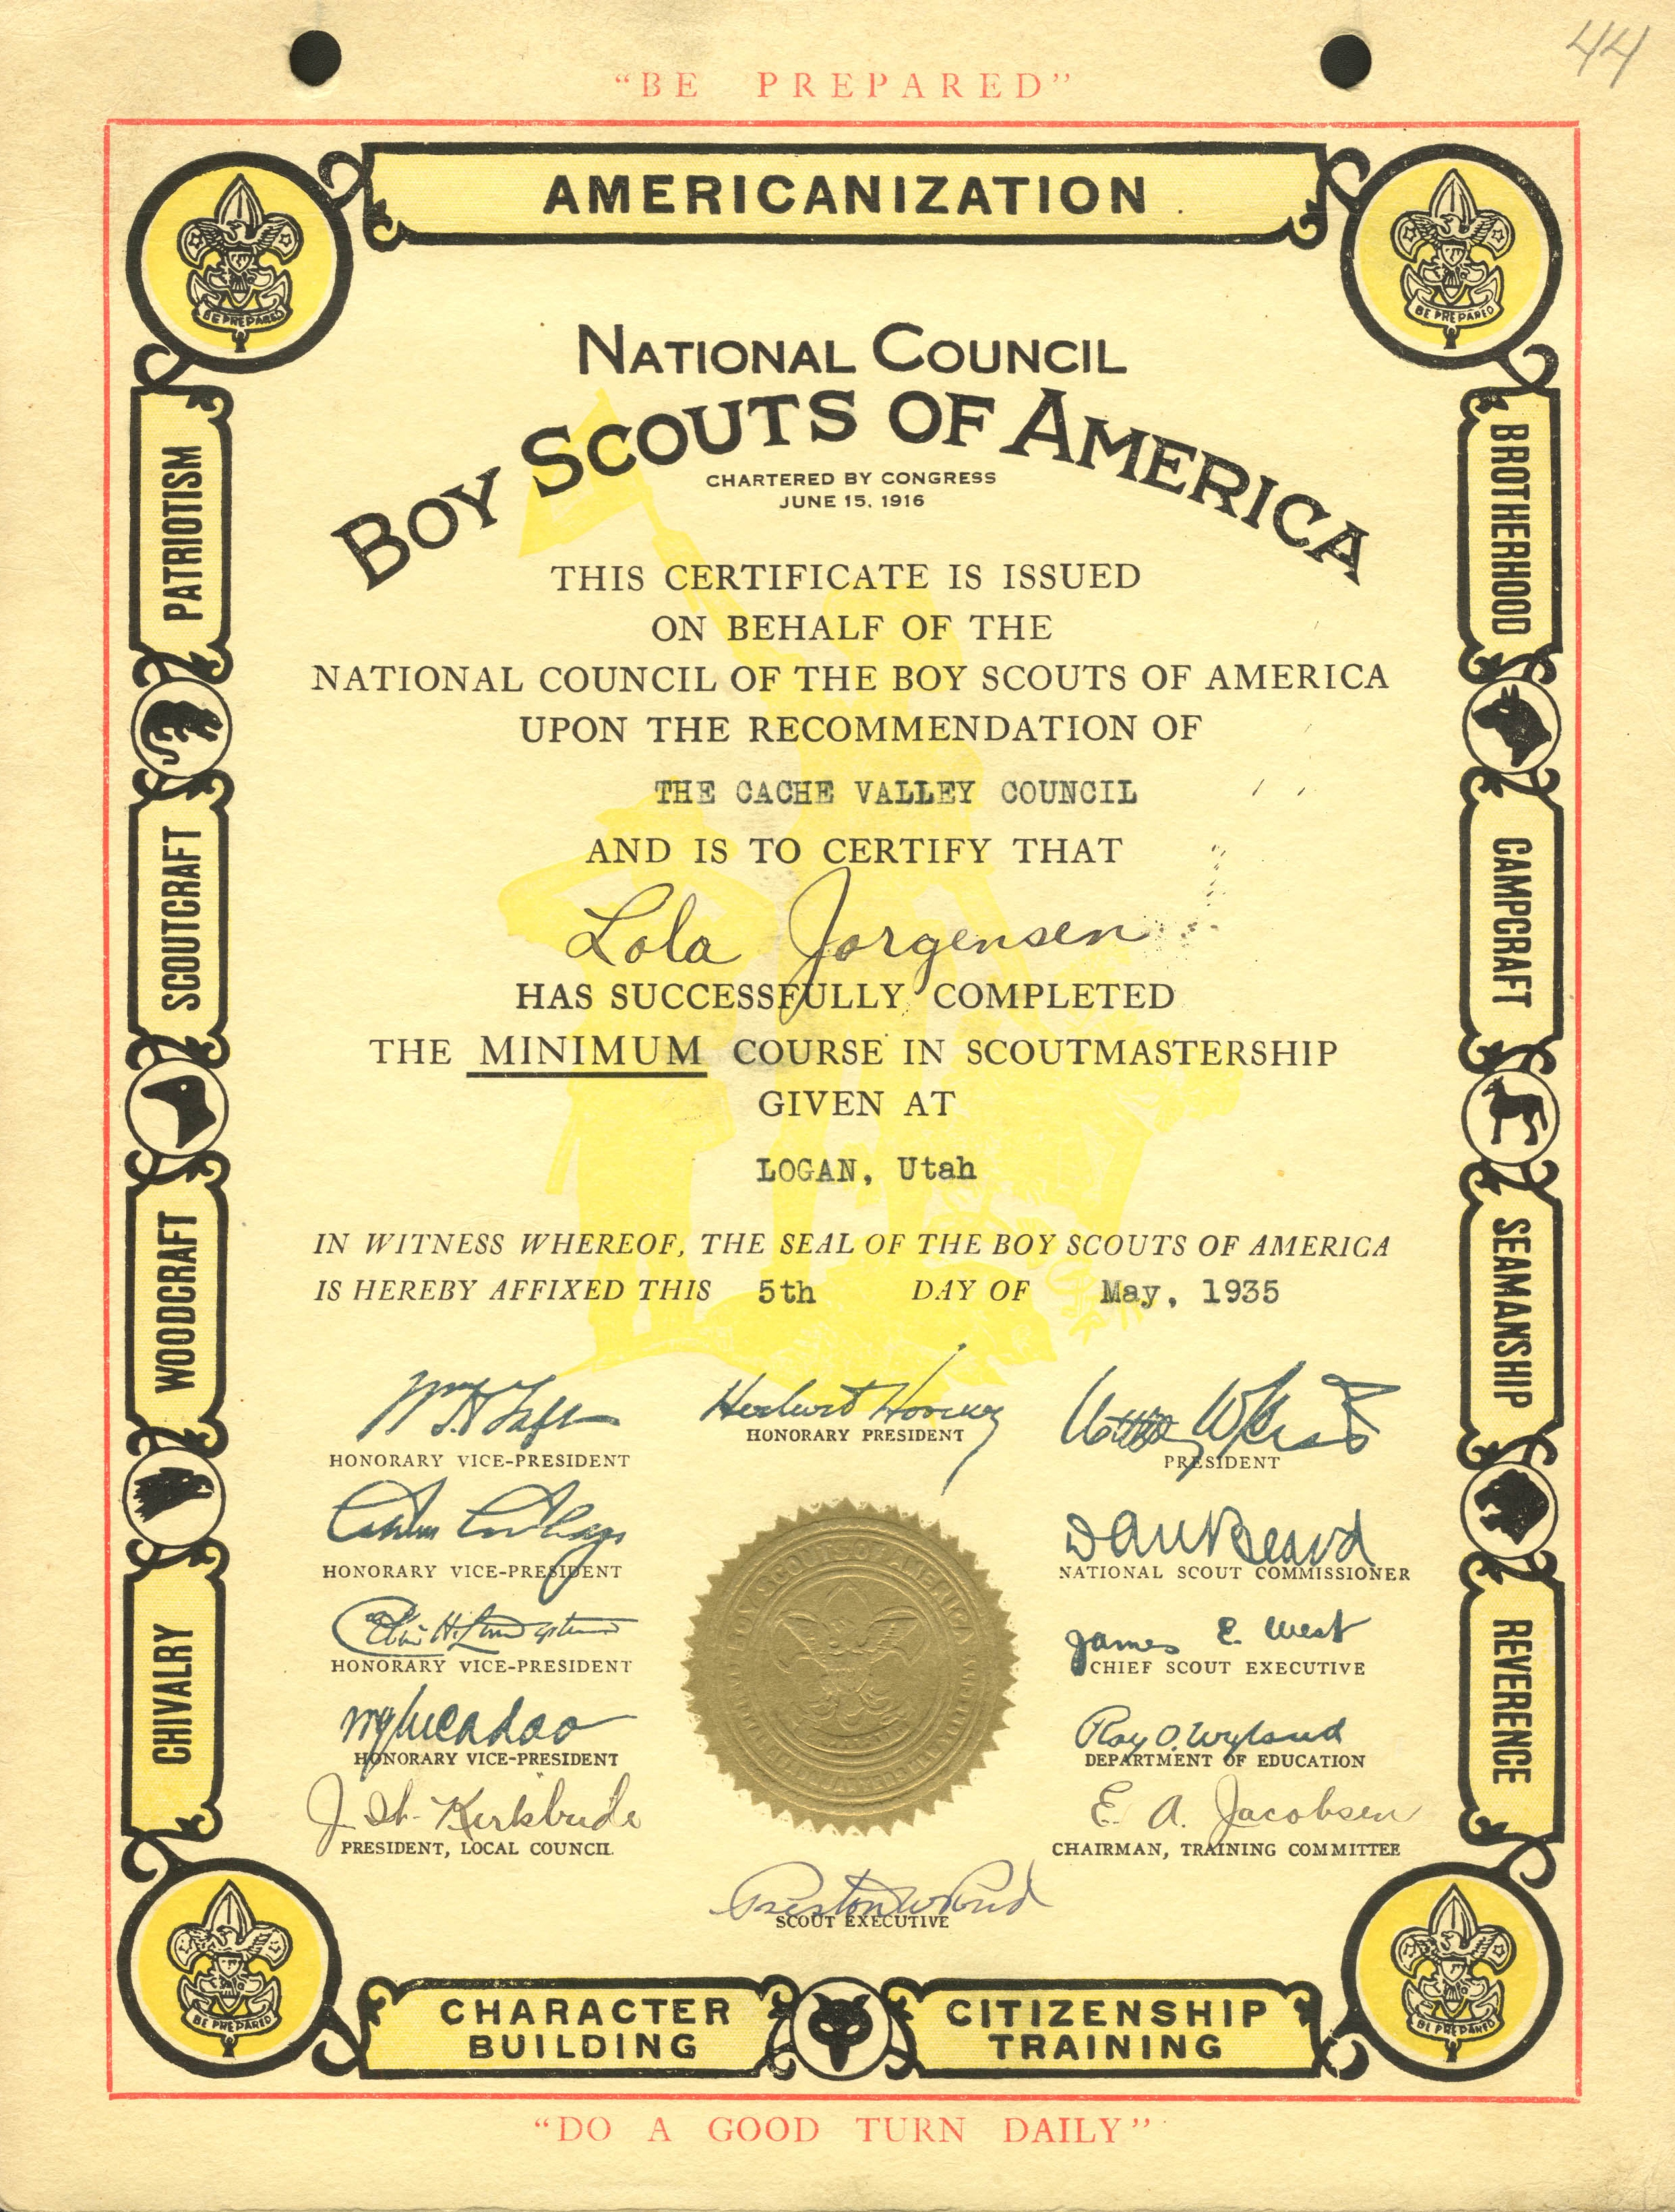 44
"BE PREPARED"
AMERICANIZATION
BE PREPARED
BE PREPARED
NATIONAL COUNCIL
BOY SCOUTS OF AMERICA
CHARTERED BY CONGRESS
JUNE 15, 1916
PATRIOTISM
SCOUTCRAFT
WOODCRAFT
CHIVALRY
BROTHERHOOD
CAMPCRAFT
SEAMANSHIP
REVERENCE
THIS CERTIFICATE IS ISSUED
ON BEHALF OF THE
NATIONAL COUNCIL OF THE BOY SCOUTS OF AMERICA
UPON THE RECOMMENDATION OF
THE CACHE VALLEY COUNCIL
AND IS TO CERTIFY THAT
Lola Jorgensen
HAS SUCCESSFULLY COMPLETED
THE MINIMUM COURSE IN SCOUTMASTERSHIP
GIVEN AT
LOGAN, Utah
IN WITNESS WHEREOF, THE SEAL OF THE BOY SCOUTS OF AMERICA
IS HEREBY AFFIXED THIS 5th DAY OF May, 1935
Wm H Taft
HONORARY VICE-PRESIDENT
Herbert Hoover
HONORARY PRESIDENT
PRESIDENT
Calvin Coolidge
HONORARY VICE-PRESIDENT
Dan Beard
NATIONAL SCOUT COMMISSIONER
HONORARY VICE-PRESIDENT
James E. West
CHIEF SCOUT EXECUTIVE
HONORARY VICE-PRESIDENT
Ray O. Wyland
DEPARTMENT OF EDUCATION
BOY SCOUTS OF AMERICA
PRESIDENT, LOCAL COUNCIL
E. A. Jacobsen
CHAIRMAN, TRAINING COMMITTEE
SCOUT EXECUTIVE
BE PREPARED
CHARACTER
BUILDING
CITIZENSHIP
TRAINING
BE PREPARED
"DO A GOOD TURN DAILY"